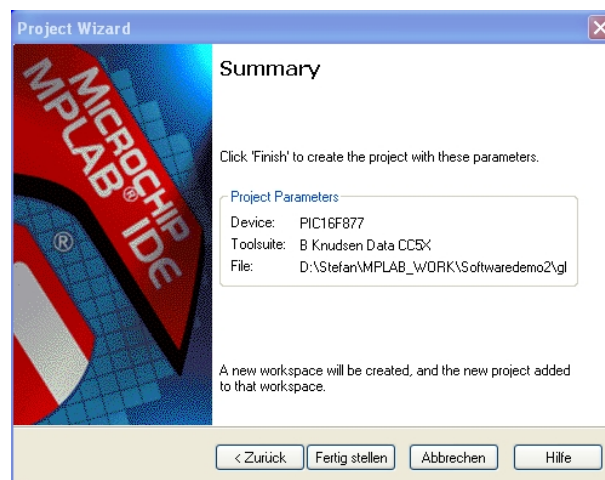 Project Wizard
MICROCHIP
MPLAB® IDE
®
Summary
Click 'Finish' to create the project with these parameters.
Project Parameters
Device: PIC16F877
Toolsuite: B Knudsen Data CC5X
File: D:\Stefan\MPLAB_WORK\Softwaredemo2\gl
A new workspace will be created, and the new project added
to that workspace.
< Zurück Fertig stellen Abbrechen Hilfe